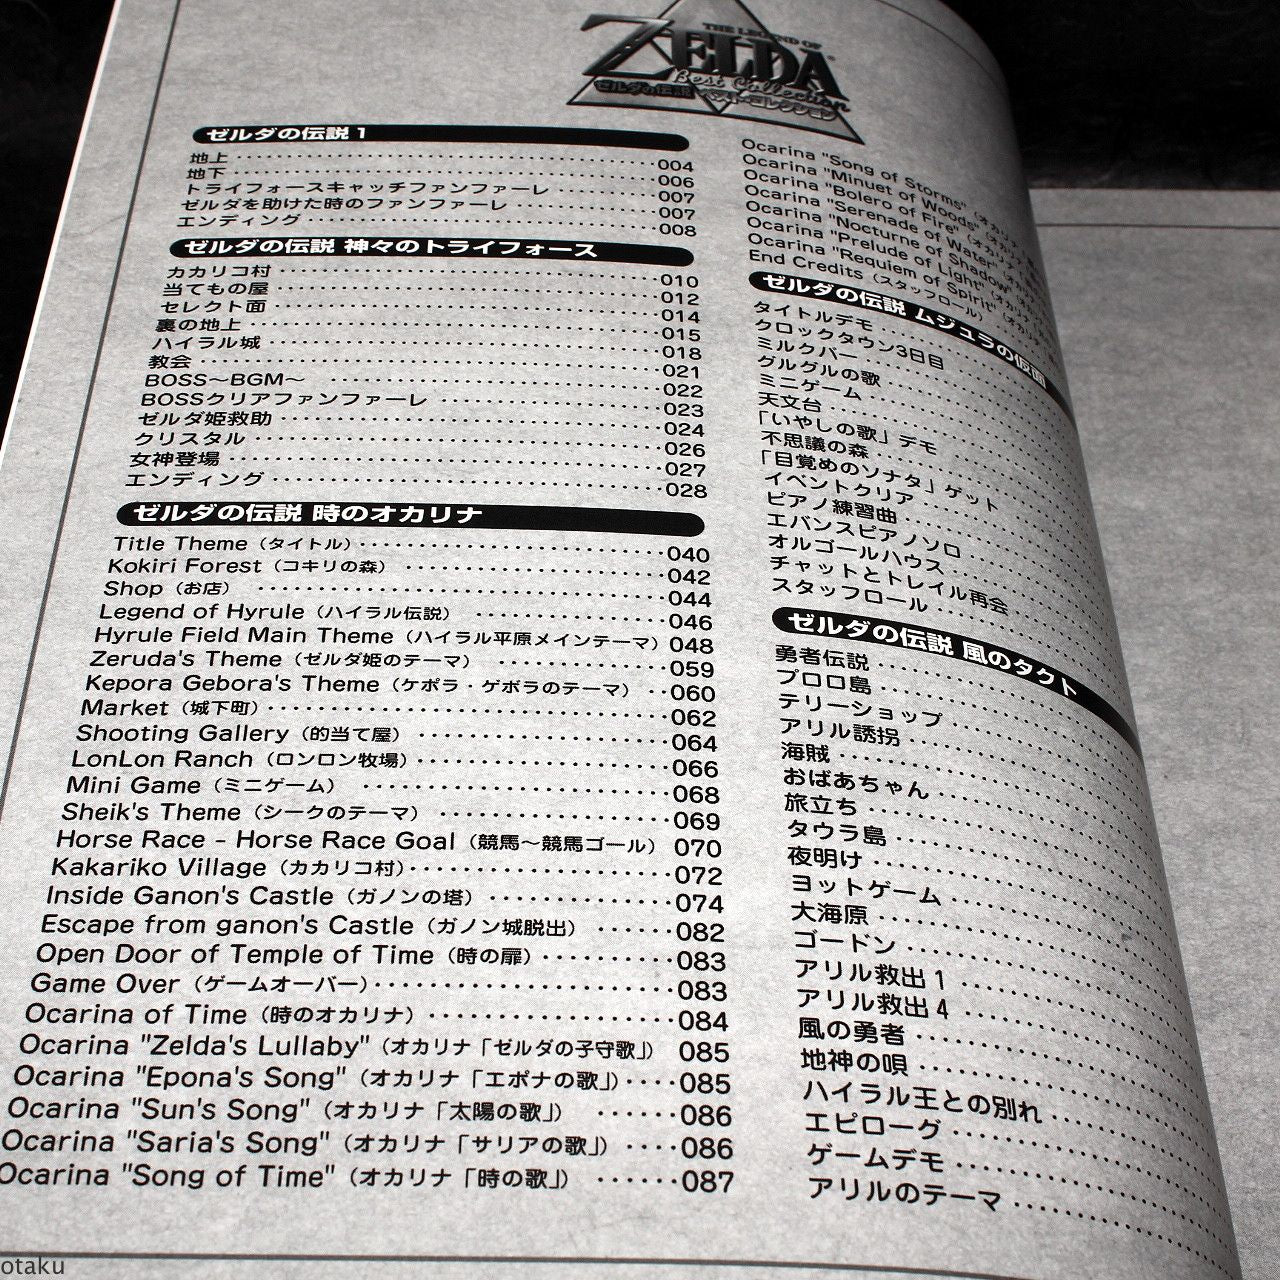 THE LEGEND OF
ZELDA
Best Collection
ゼルダの伝説 ベスト・コレクション
ゼルダの伝説 1
地上 004
地下 006
トライフォースキャッチファンファーレ 007
ゼルダを助けた時のファンファーレ 007
エンディング 008
ゼルダの伝説 神々のトライフォース
カカリコ村 010
当てもの屋 012
セレクト面 014
裏の地上 015
ハイラル城 018
教会 021
BOSS〜BGM〜 022
BOSSクリアファンファーレ 023
ゼルダ姫救助 024
クリスタル 026
女神登場 027
エンディング 028
ゼルダの伝説 時のオカリナ
Title Theme（タイトル） 040
Kokiri Forest（コキリの森） 042
Shop（お店） 044
Legend of Hyrule（ハイラル伝説） 046
Hyrule Field Main Theme（ハイラル平原メインテーマ） 048
Zeruda's Theme（ゼルダ姫のテーマ） 059
Kepora Gebora's Theme（ケポラ・ゲボラのテーマ） 060
Market（城下町） 062
Shooting Gallery（的当て屋） 064
LonLon Ranch（ロンロン牧場） 066
Mini Game（ミニゲーム） 068
Sheik's Theme（シークのテーマ） 069
Horse Race - Horse Race Goal（競馬〜競馬ゴール） 070
Kakariko Village（カカリコ村） 072
Inside Ganon's Castle（ガノンの塔） 074
Escape from ganon's Castle（ガノン城脱出） 082
Open Door of Temple of Time（時の扉） 083
Game Over（ゲームオーバー） 083
Ocarina of Time（時のオカリナ） 084
Ocarina "Zelda's Lullaby"（オカリナ「ゼルダの子守歌」） 085
Ocarina "Epona's Song"（オカリナ「エポナの歌」） 085
Ocarina "Sun's Song"（オカリナ「太陽の歌」） 086
Ocarina "Saria's Song"（オカリナ「サリアの歌」） 086
Ocarina "Song of Time"（オカリナ「時の歌」） 087
Ocarina "Song of Storms"（オカリナ
Ocarina "Minuet of Woods"（オカリナ
Ocarina "Bolero of Fire"（オカリナ
Ocarina "Serenade of Water"（オカリナ
Ocarina "Nocturne of Shadow"（オカリナ
Ocarina "Prelude of Light"（オカリナ
Ocarina "Requiem of Spirit"（オカリナ
End Credits（スタッフロール）
ゼルダの伝説 ムジュラの仮面
タイトルデモ
クロックタウン3日目
ミルクバー
グルグルの歌
ミニゲーム
天文台
「いやしの歌」デモ
不思議の森
「目覚めのソナタ」ゲット
イベントクリア
ピアノ練習曲
エバンスピアノソロ
オルゴールハウス
チャットとトレイル再会
スタッフロール
ゼルダの伝説 風のタクト
勇者伝説
プロロ島
テリーショップ
アリル誘拐
海賊
おばあちゃん
旅立ち
タウラ島
夜明け
ヨットゲーム
大海原
ゴードン
アリル救出 1
アリル救出 4
風の勇者
地神の唄
ハイラル王との別れ
エピローグ
ゲームデモ
アリルのテーマ
otaku